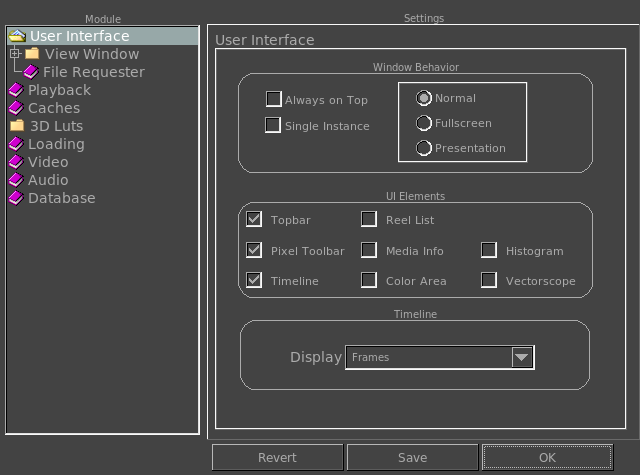 Module
User Interface
View Window
File Requester
Playback
Caches
3D Luts
Loading
Video
Audio
Database
Settings
User Interface
Window Behavior
Always on Top
Single Instance
Normal
Fullscreen
Presentation
UI Elements
Topbar Reel List
Pixel Toolbar Media Info Histogram
Timeline Color Area Vectorscope
Timeline
Display Frames
Revert Save OK